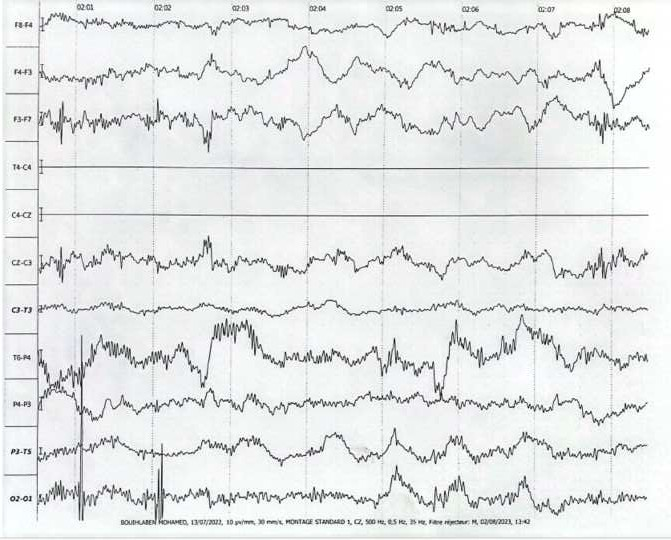 02:01 02:02 02:03 02:04 02:05 02:06 02:07 02:08
F8-F4
F4-F3
F3-F7
T4-C4
C4-CZ
CZ-C3
C3-T3
T6-P4
P4-P3
P3-T5
O2-O1
BOUIHLABEN MOHAMED, 13/07/2022, 10 µv/mm, 30 mm/s, MONTAGE STANDARD 1, CZ, 500 Hz, 0,5 Hz, 35 Hz, Filtre réjecteur: M, 02/08/2023, 13:42